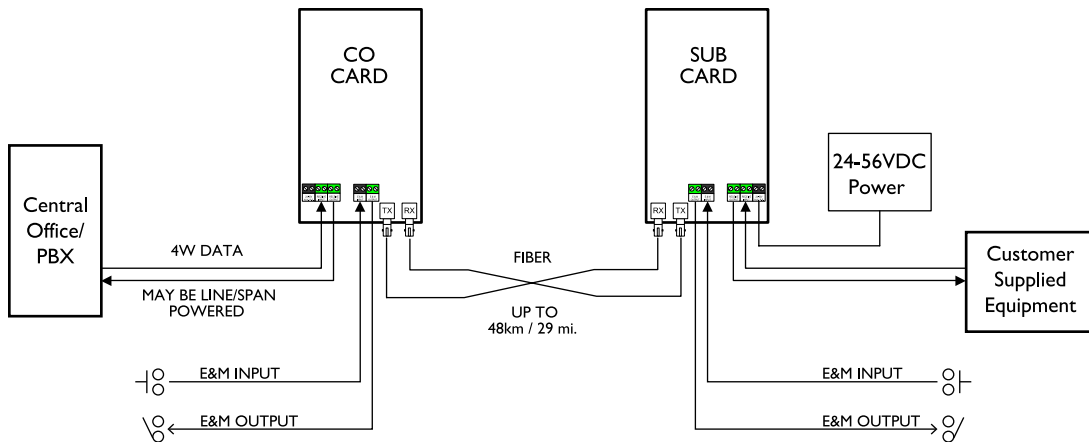 CO
CARD
SUB
CARD
24-56VDC
Power
Central
Office/
PBX
TX
RX
RX
TX
4W DATA
MAY BE LINE/SPAN
POWERED
FIBER
UP TO
48km / 29 mi.
Customer
Supplied
Equipment
E&M INPUT
E&M OUTPUT
E&M INPUT
E&M OUTPUT